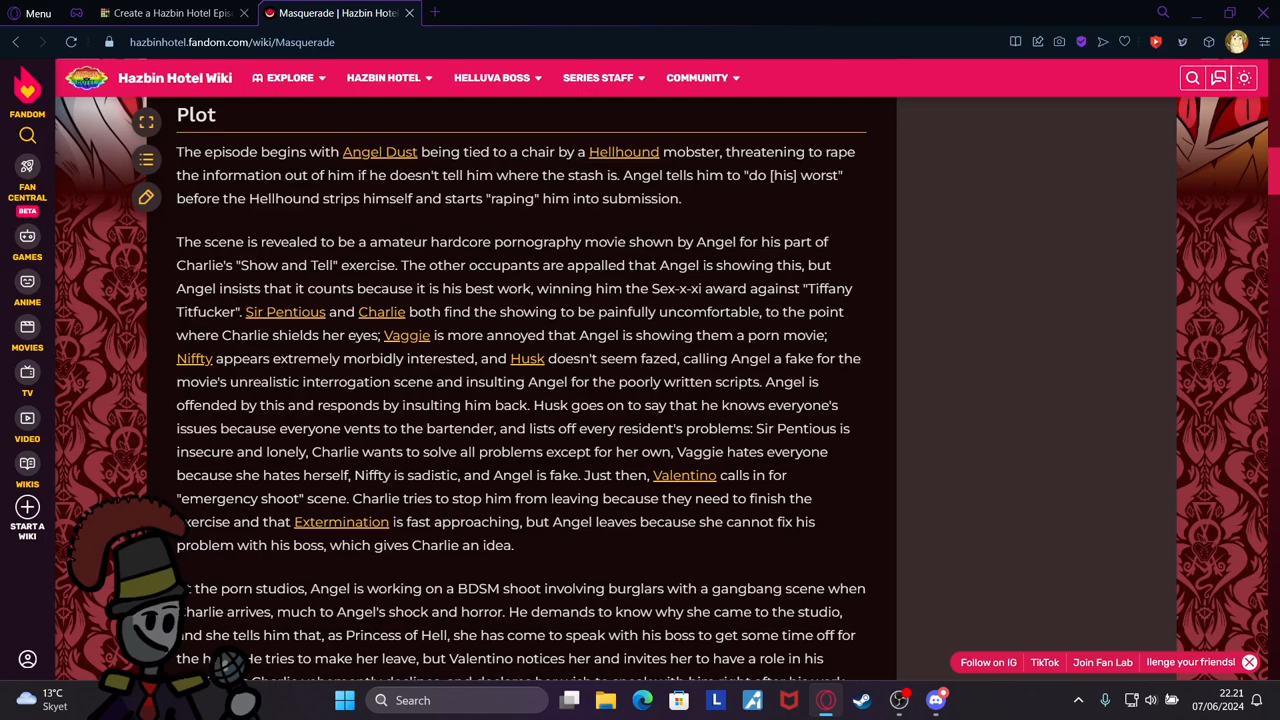 Menu
Create a Hazbin Hotel Epis
Masquerade | Hazbin Hotel
hazbinhotel.fandom.com/wiki/Masquerade
Hazbin Hotel Wiki
EXPLORE
HAZBIN HOTEL
HELLUVA BOSS
SERIES STAFF
COMMUNITY
FANDOM
FAN CENTRAL
BETA
GAMES
ANIME
MOVIES
TV
VIDEO
WIKIS
START A WIKI
Plot
The episode begins with Angel Dust being tied to a chair by a Hellhound mobster, threatening to rape
the information out of him if he doesn't tell him where the stash is. Angel tells him to "do [his] worst"
before the Hellhound strips himself and starts "raping" him into submission.
The scene is revealed to be a amateur hardcore pornography movie shown by Angel for his part of
Charlie's "Show and Tell" exercise. The other occupants are appalled that Angel is showing this, but
Angel insists that it counts because it is his best work, winning him the Sex-x-xi award against "Tiffany
Titfucker". Sir Pentious and Charlie both find the showing to be painfully uncomfortable, to the point
where Charlie shields her eyes; Vaggie is more annoyed that Angel is showing them a porn movie;
Niffty appears extremely morbidly interested, and Husk doesn't seem fazed, calling Angel a fake for the
movie's unrealistic interrogation scene and insulting Angel for the poorly written scripts. Angel is
offended by this and responds by insulting him back. Husk goes on to say that he knows everyone's
issues because everyone vents to the bartender, and lists off every resident's problems: Sir Pentious is
insecure and lonely, Charlie wants to solve all problems except for her own, Vaggie hates everyone
because she hates herself, Niffty is sadistic, and Angel is fake. Just then, Valentino calls in for
"emergency shoot" scene. Charlie tries to stop him from leaving because they need to finish the
exercise and that Extermination is fast approaching, but Angel leaves because she cannot fix his
problem with his boss, which gives Charlie an idea.
t the porn studios, Angel is working on a BDSM shoot involving burglars with a gangbang scene when
harlie arrives, much to Angel's shock and horror. He demands to know why she came to the studio,
and she tells him that, as Princess of Hell, she has come to speak with his boss to get some time off for
the h He tries to make her leave, but Valentino notices her and invites her to have a role in his
Follow on IG
TikTok
Join Fan Lab
llenge your friends!
13°C
Skyet
Search
22.21
07/06/2024